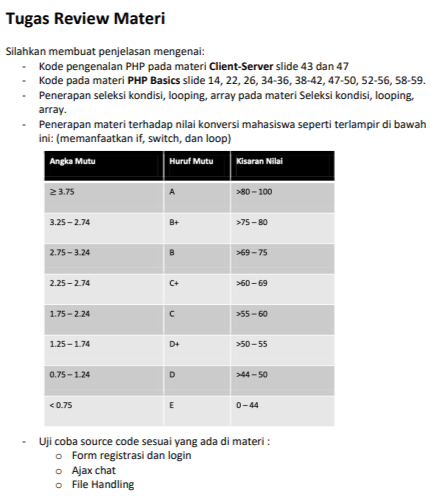 Tugas Review Materi
Silahkan membuat penjelasan mengenai:
- Kode pengenalan PHP pada materi Client-Server slide 43 dan 47
- Kode pada materi PHP Basics slide 14, 22, 26, 34-36, 38-42, 47-50, 52-56, 58-59.
- Penerapan seleksi kondisi, looping, array pada materi Seleksi kondisi, looping,
array.
- Penerapan materi terhadap nilai konversi mahasiswa seperti terlampir di bawah
ini: (memanfaatkan if, switch, dan loop)
Angka Mutu Huruf Mutu Kisaran Nilai
≥ 3.75 A >80 – 100
3.25 – 2.74 B+ >75 – 80
2.75 – 3.24 B >69 – 75
2.25 – 2.74 C+ >60 – 69
1.75 – 2.24 C >55 – 60
1.25 – 1.74 D+ >50 – 55
0.75 – 1.24 D >44 – 50
< 0.75 E 0 – 44
- Uji coba source code sesuai yang ada di materi :
o Form registrasi dan login
o Ajax chat
o File Handling